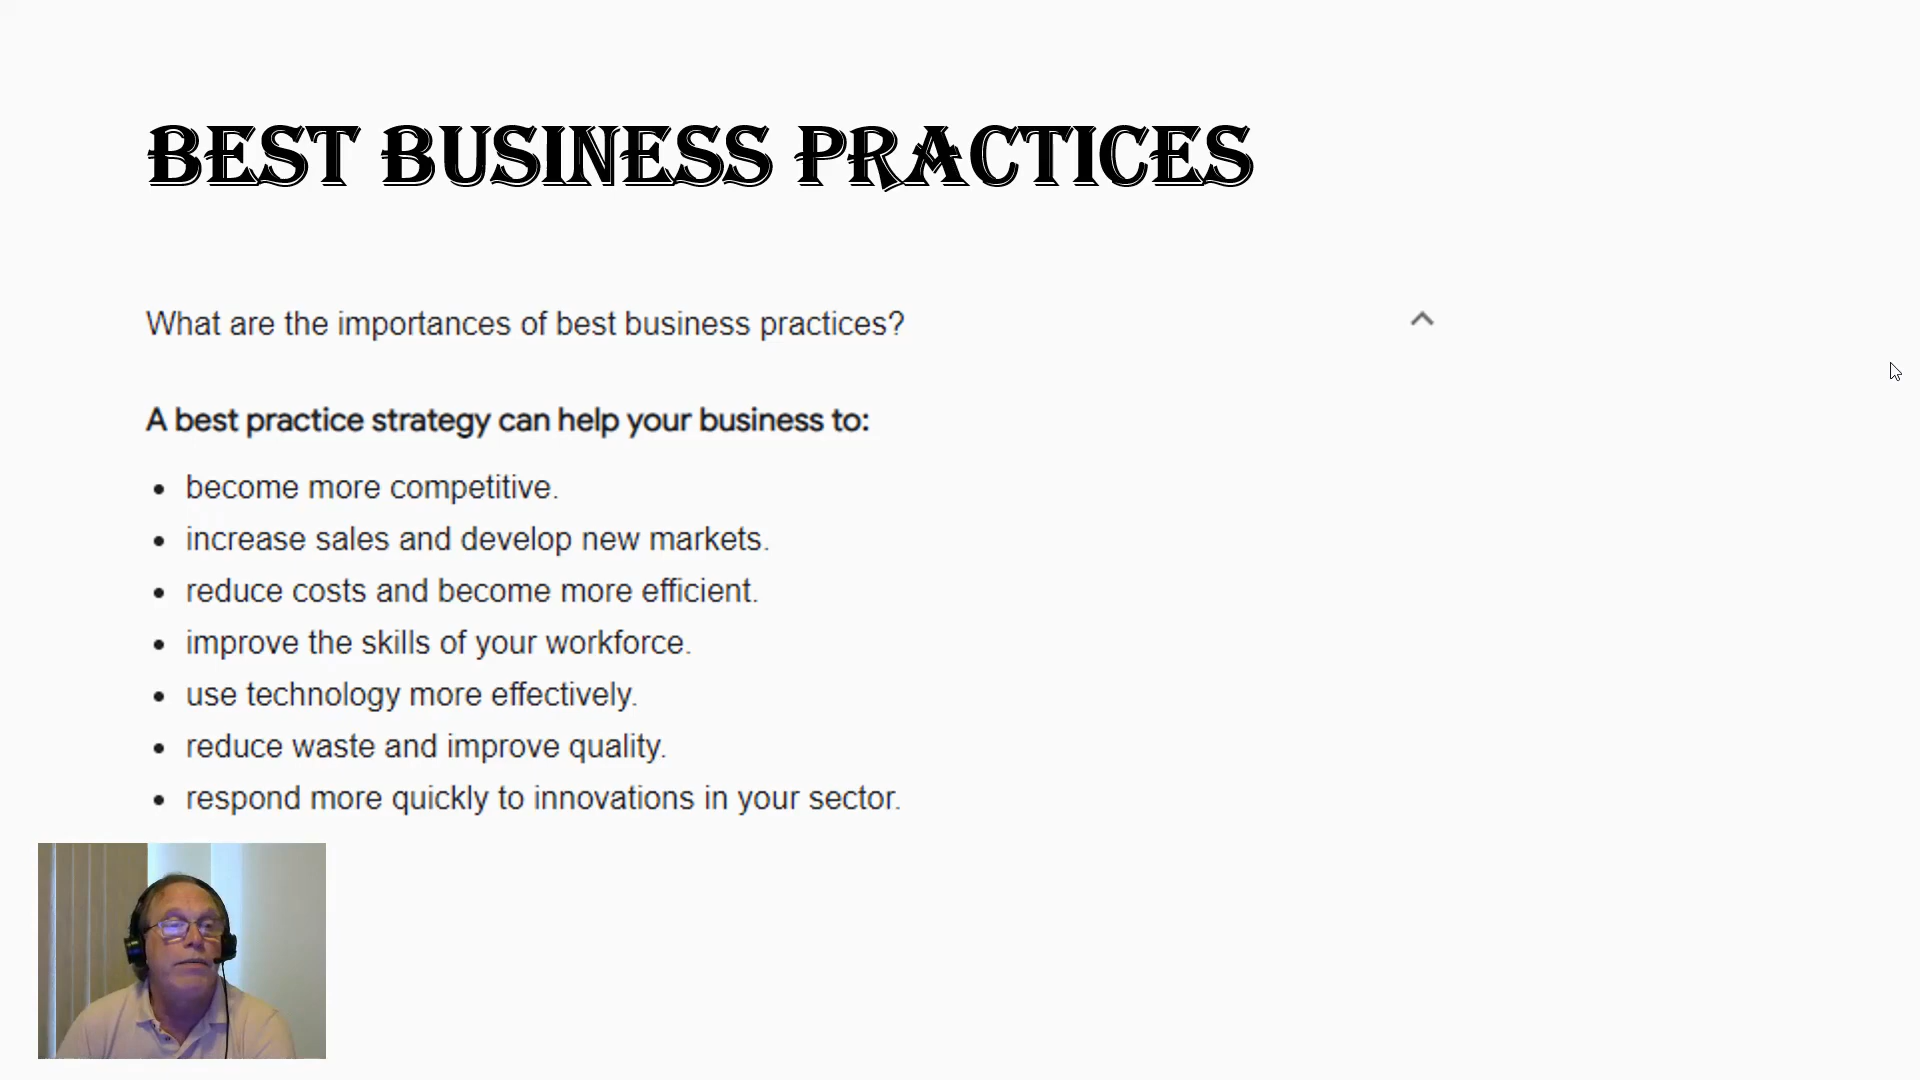 BEST BUSINESS PRACTICES
What are the importances of best business practices?
A best practice strategy can help your business to:
• become more competitive.
• increase sales and develop new markets.
• reduce costs and become more efficient.
• improve the skills of your workforce.
• use technology more effectively.
• reduce waste and improve quality.
• respond more quickly to innovations in your sector.